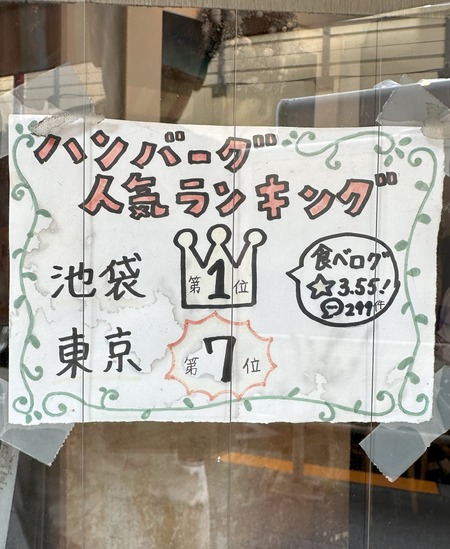 ハンバーグ
人気ランキング
池袋 第1位
東京 第7位
食べログ
☆3.55!
299件